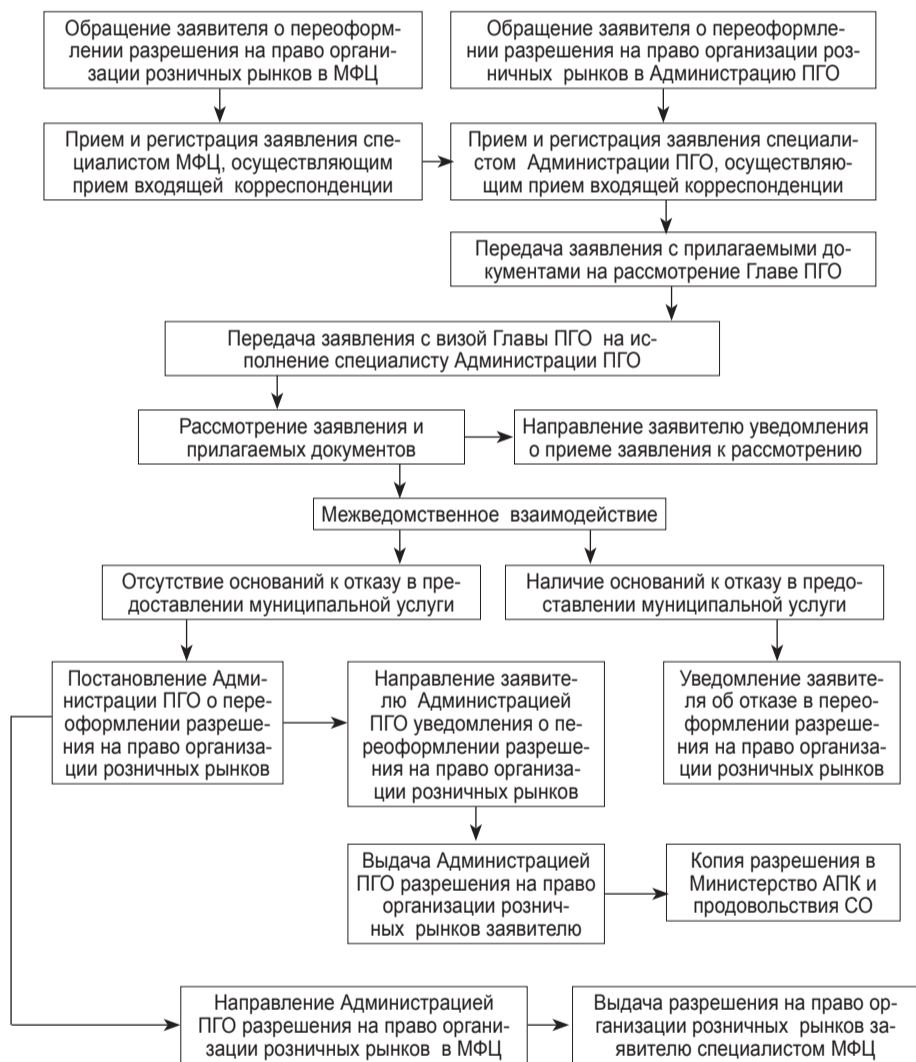 Обращение заявителя о переоформ-
лении разрешения на право органи-
зации розничных рынков в МФЦ
Обращение заявителя о переоформле-
нии разрешения на право организации роз-
ничных рынков в Администрацию ПГО
Прием и регистрация заявления спе-
циалистом МФЦ, осуществляющим
прием входящей корреспонденции
Прием и регистрация заявления специали-
стом Администрации ПГО, осуществляю-
щим прием входящей корреспонденции
Передача заявления с прилагаемыми до-
кументами на рассмотрение Главе ПГО
Передача заявления с визой Главы ПГО на ис-
полнение специалисту Администрации ПГО
Рассмотрение заявления и
прилагаемых документов
Направление заявителю уведомления
о приеме заявления к рассмотрению
Межведомственное взаимодействие
Отсутствие оснований к отказу в пре-
доставлении муниципальной услуги
Наличие оснований к отказу в предо-
ставлении муниципальной услуги
Постановление Адми-
нистрации ПГО о пере-
оформлении разреше-
ния на право организа-
ции розничных рынков
Направление заявите-
лю Администрацией
ПГО уведомления о пе-
реоформлении разреше-
ния на право организа-
ции розничных рынков
Уведомление заявите-
ля об отказе в перео-
формлении разреше-
ния на право организа-
ции розничных рынков
Выдача Администрацией
ПГО разрешения на право
организации рознич-
ных рынков заявителю
Копия разрешения в
Министерство АПК и
продовольствия СО
Направление Администрацией
ПГО разрешения на право органи-
зации розничных рынков в МФЦ
Выдача разрешения на право ор-
ганизации розничных рынков за-
явителю специалистом МФЦ